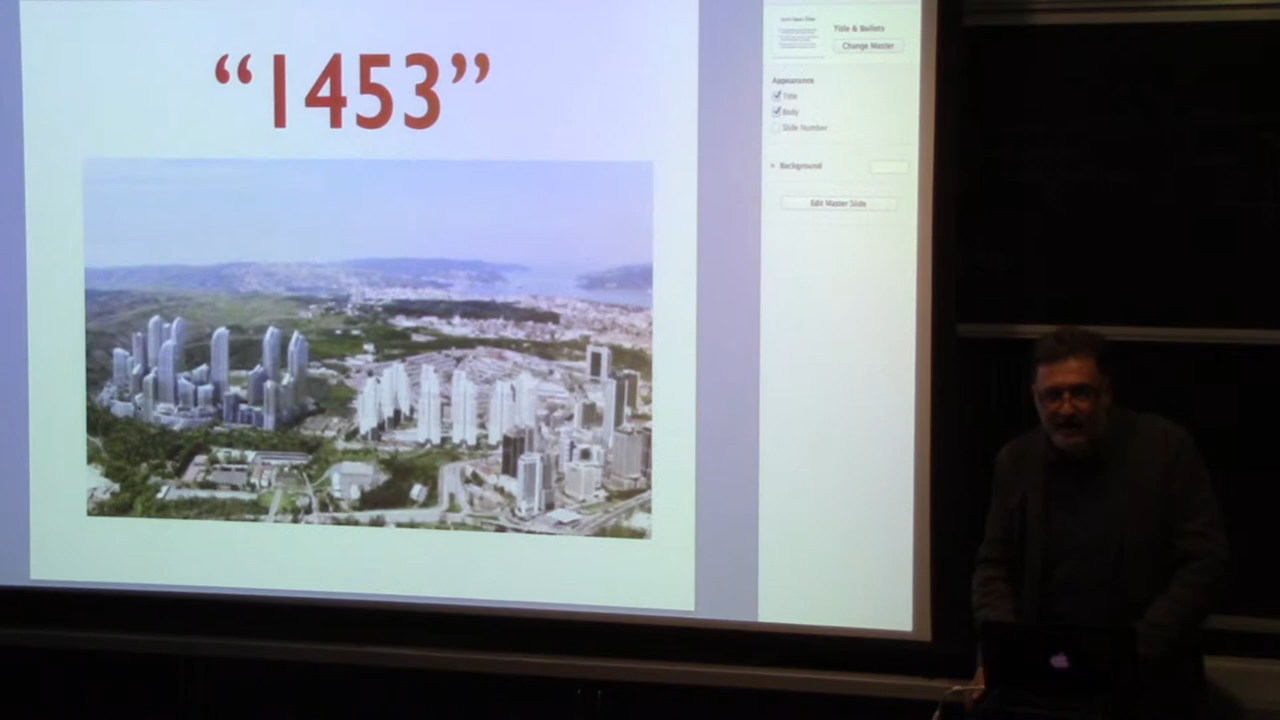 “1453”
Title & Bullets
Change Master
Appearance
Title
Body
Slide Number
Background
Edit Master Slide